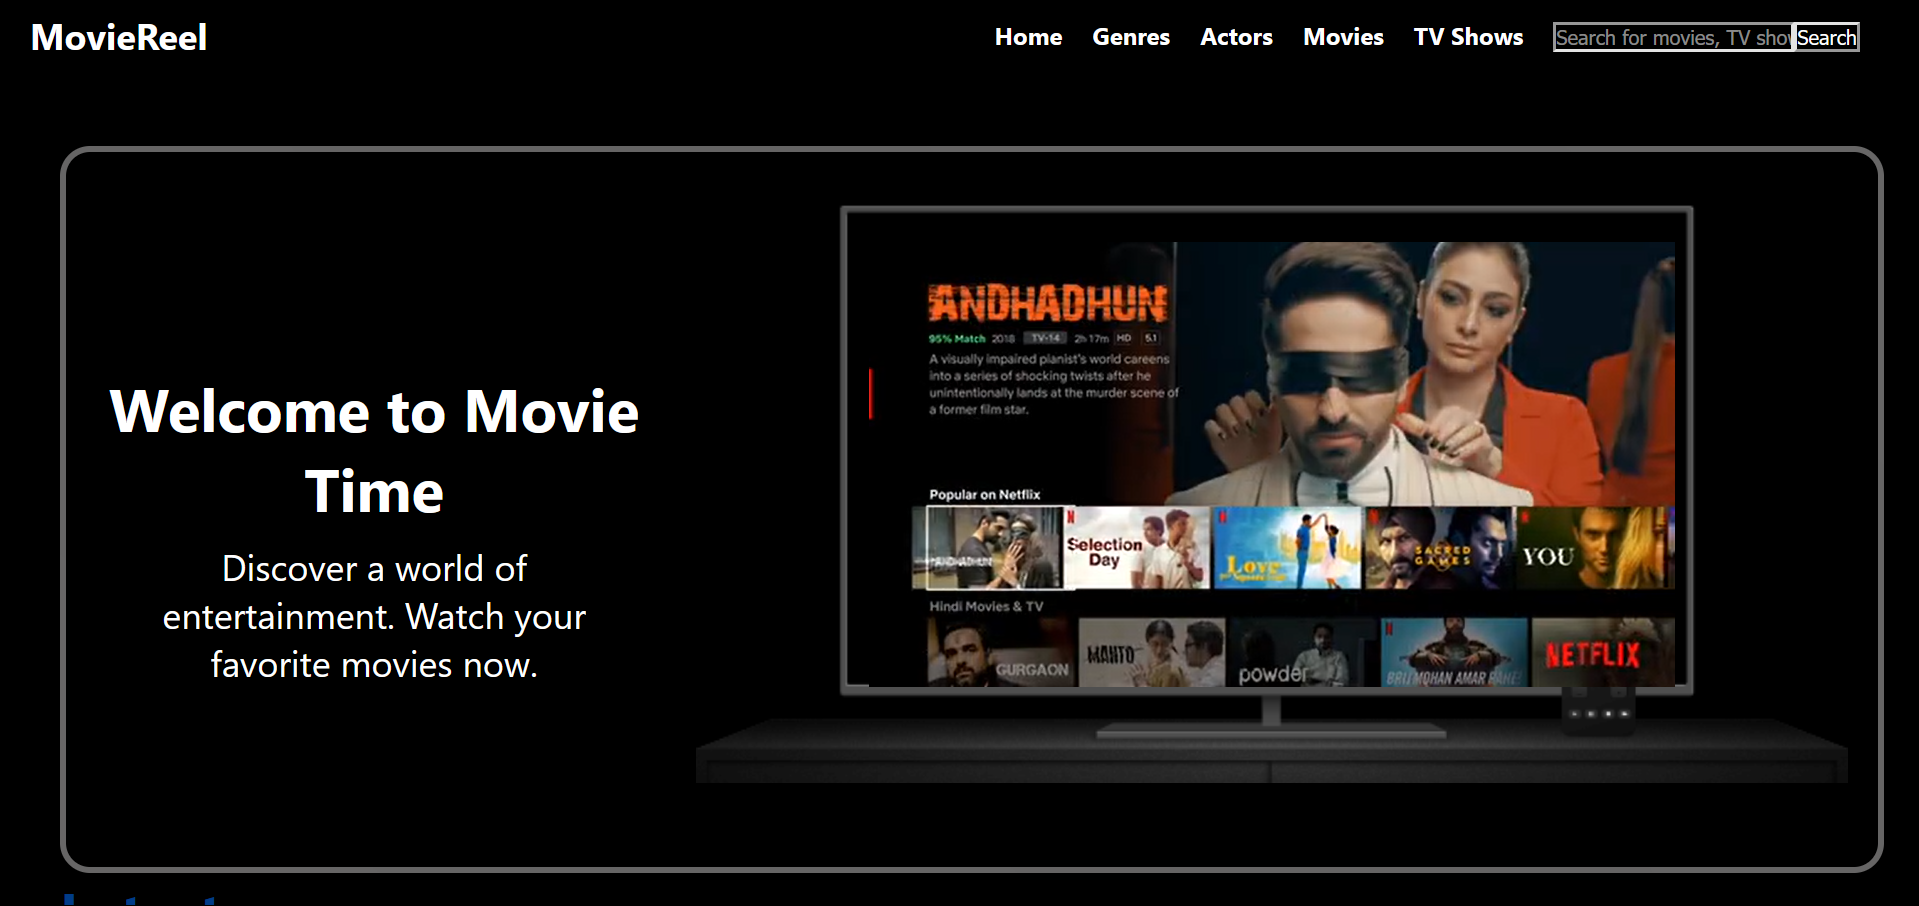 MovieReel
Home Genres Actors Movies TV Shows Search for movies, TV show Search
Welcome to Movie
Time
Discover a world of
entertainment. Watch your
favorite movies now.
ANDHADHUN
95% Match 2018 TV-14 2h 17m HD 5.1
A visually impaired pianist's world careens
into a series of shocking twists after he
unintentionally lands at the murder scene of
a former film star.
Popular on Netflix
ANDHADHUN
Selection
Day
Love
Square
SACRED
GAMES
YOU
Hindi Movies & TV
GURGAON
MANTO
powder
BRIJMOHAN AMAR RAHE
NETFLIX